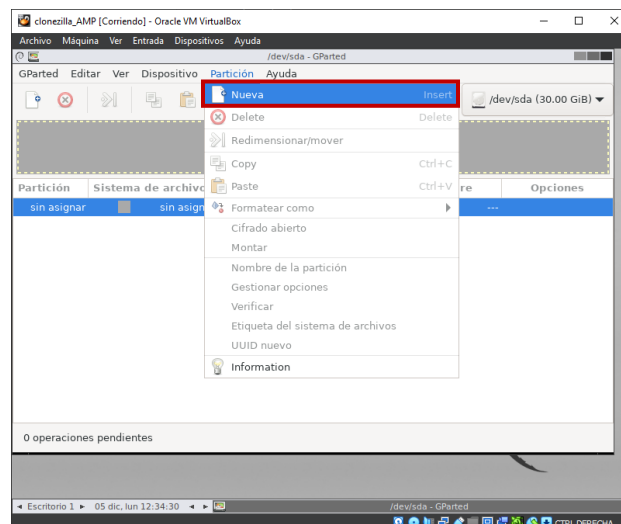 clonezilla_AMP [Corriendo] - Oracle VM VirtualBox
Archivo Máquina Ver Entrada Dispositivos Ayuda
/dev/sda - GParted
GParted Editar Ver Dispositivo Partición Ayuda
Nueva Insert
/dev/sda (30.00 GiB)
Delete Delete
Redimensionar/mover
Copy Ctrl+C
Partición Sistema de archivo
Paste Ctrl+V
re Opciones
sin asignar sin asign
---
Formatear como
Cifrado abierto
Montar
Nombre de la partición
Gestionar opciones
Verificar
Etiqueta del sistema de archivos
UUID nuevo
Information
0 operaciones pendientes
Escritorio 1 05 dic, lun 12:34:30 /dev/sda - GParted
CTRL DERECHA